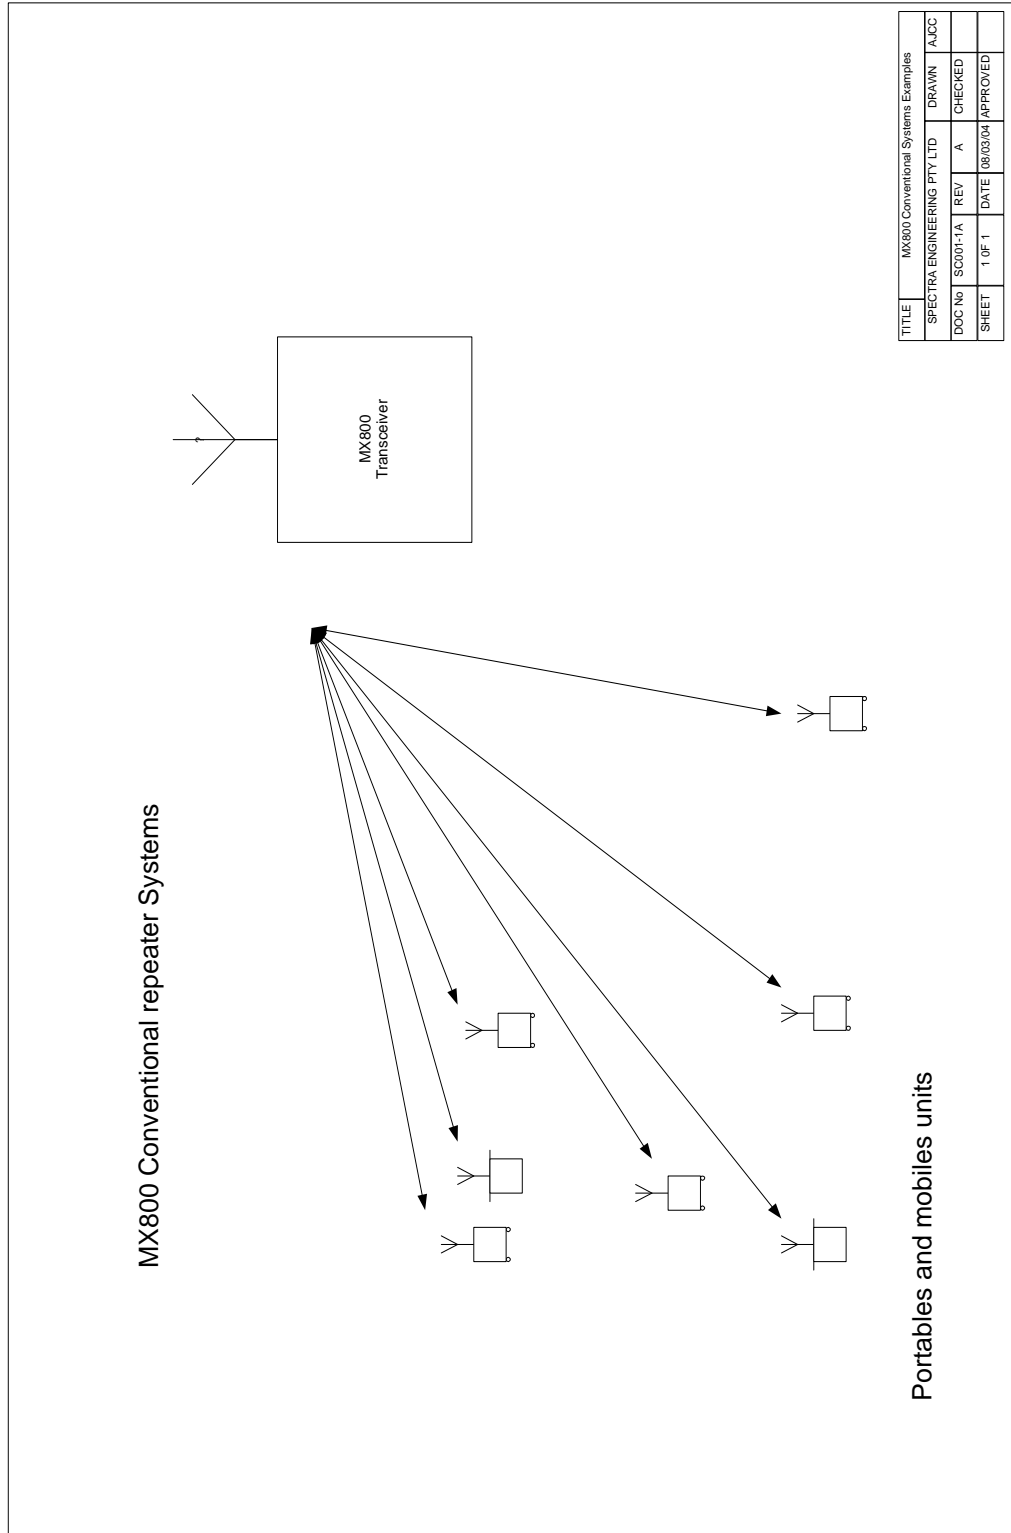 MX800 Conventional repeater Systems
MX800
Transceiver
Portables and mobiles units
TITLE MX800 Conventional Systems Examples
SPECTRA ENGINEERING PTY LTD DRAWN AJCC
DOC No SC001-1A REV A CHECKED
SHEET 1 0F 1 DATE 08/03/04 APPROVED
?